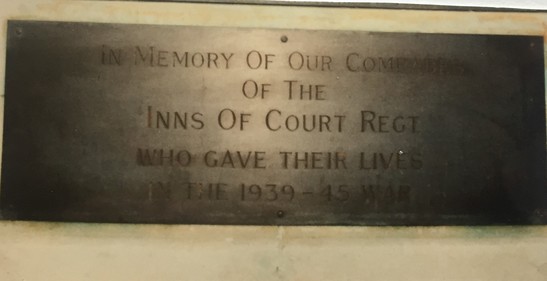 In Memory Of Our Comrades
Of The
Inns Of Court Regt
WHO GAVE THEIR LIVES
IN THE 1939-45 WAR